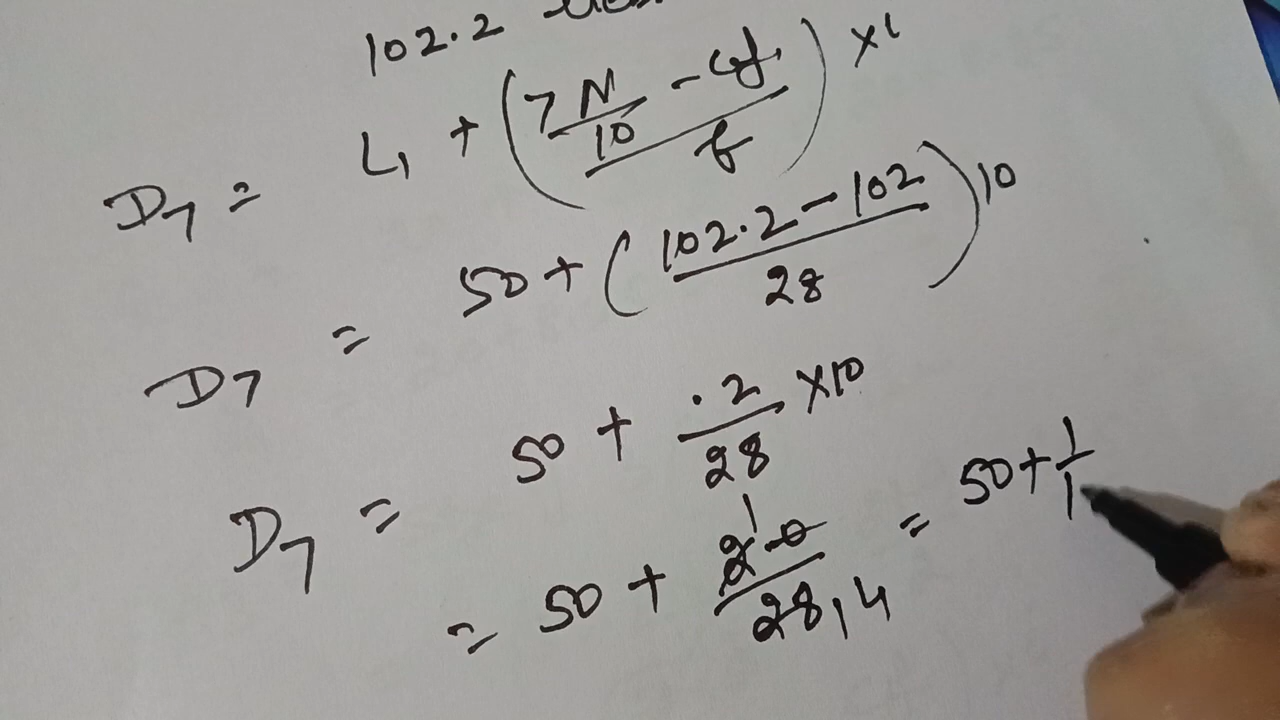 102.2
D₇ = L₁ + (7N/10 - Cf / f) × i
D7 = 50 + (102.2 - 102 / 28) 10
D₇ = 50 + .2/28 × 10
= 50 + 2.0/28,14 = 50 + 1/1